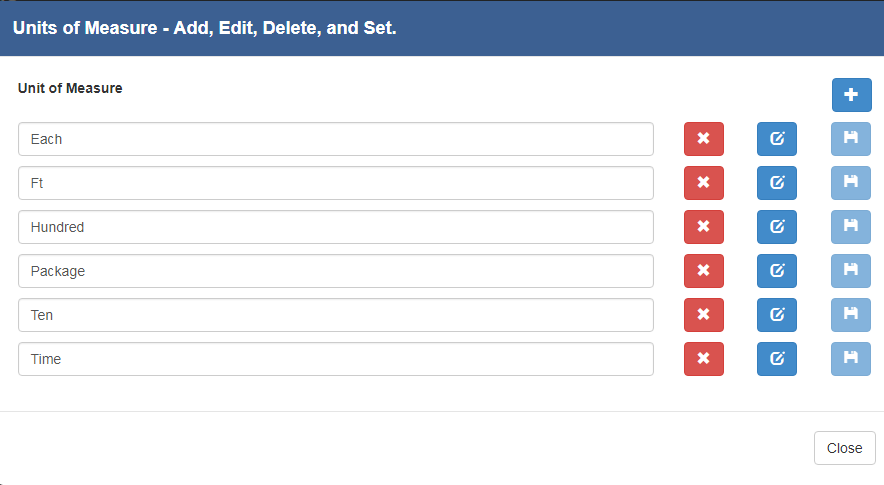 Units of Measure - Add, Edit, Delete, and Set.
Unit of Measure
Each
Ft
Hundred
Package
Ten
Time
Close